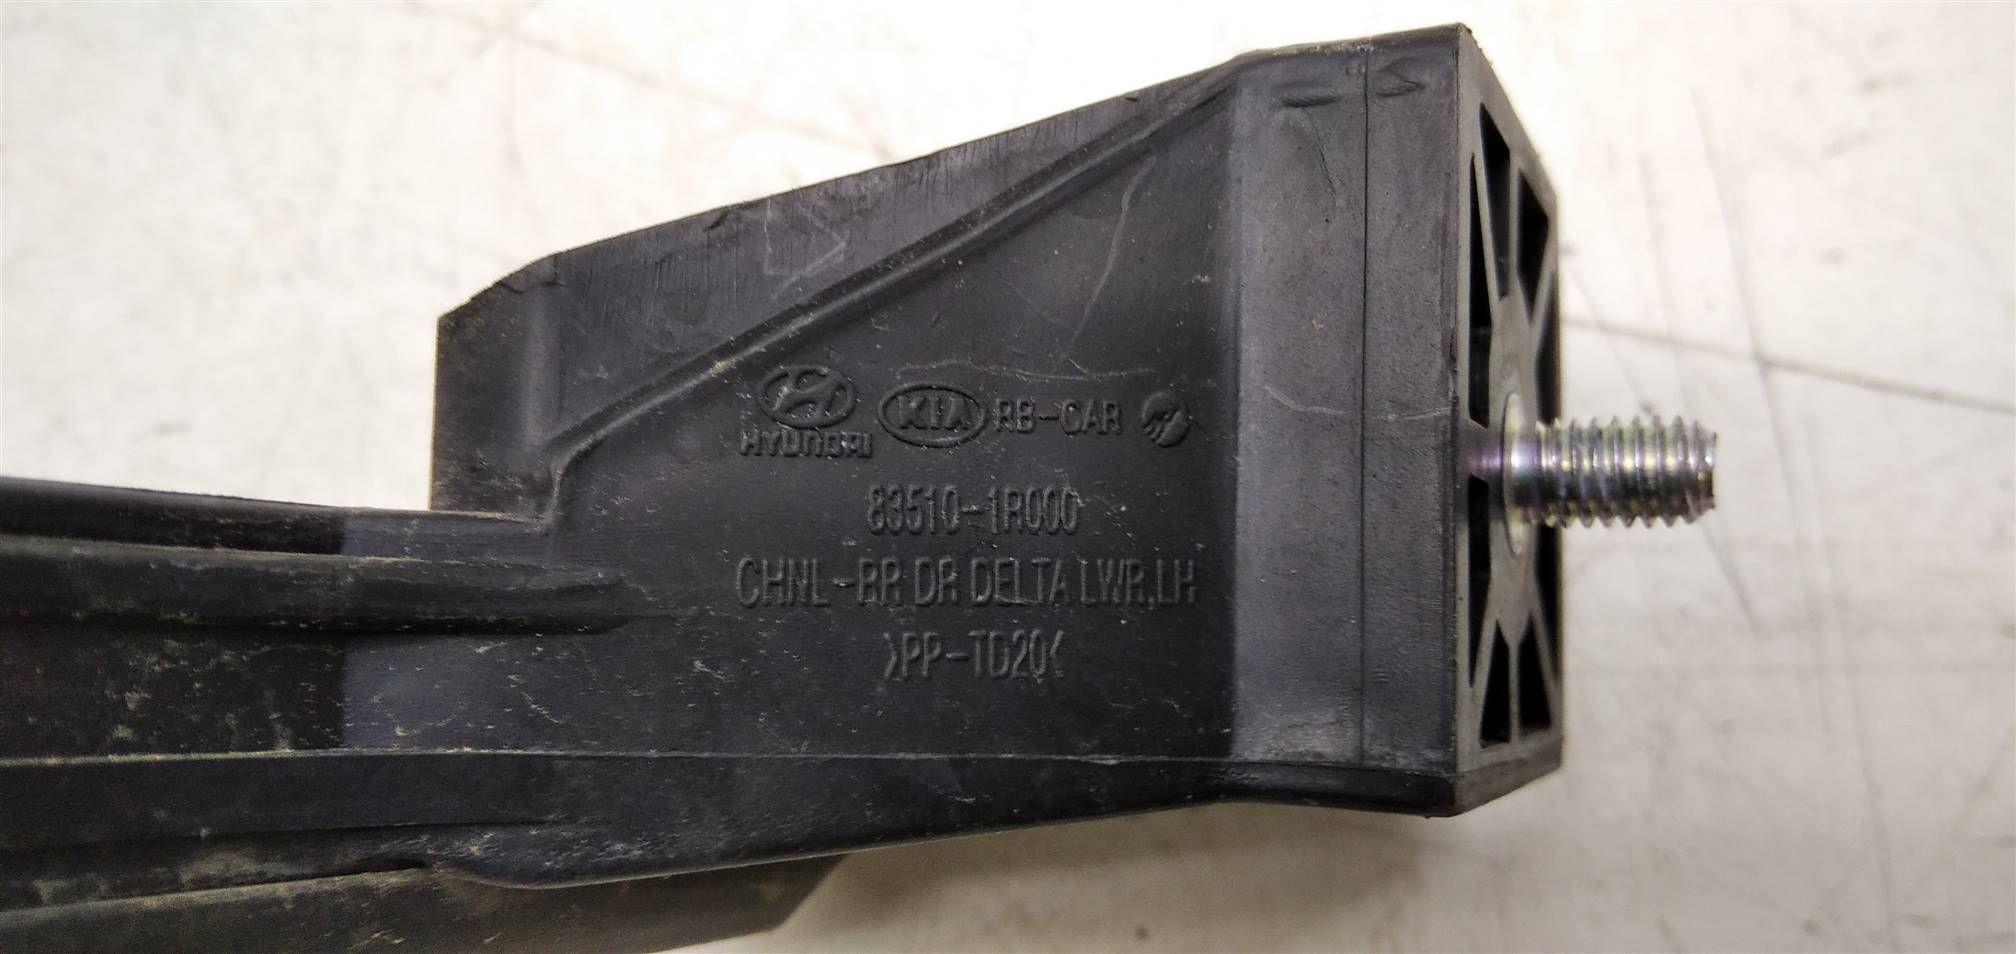 HYUNDAI KIA RB-CAR
83510-1R000
CHNL-RR DR DELTA LWR,LH
>PP-TD20<